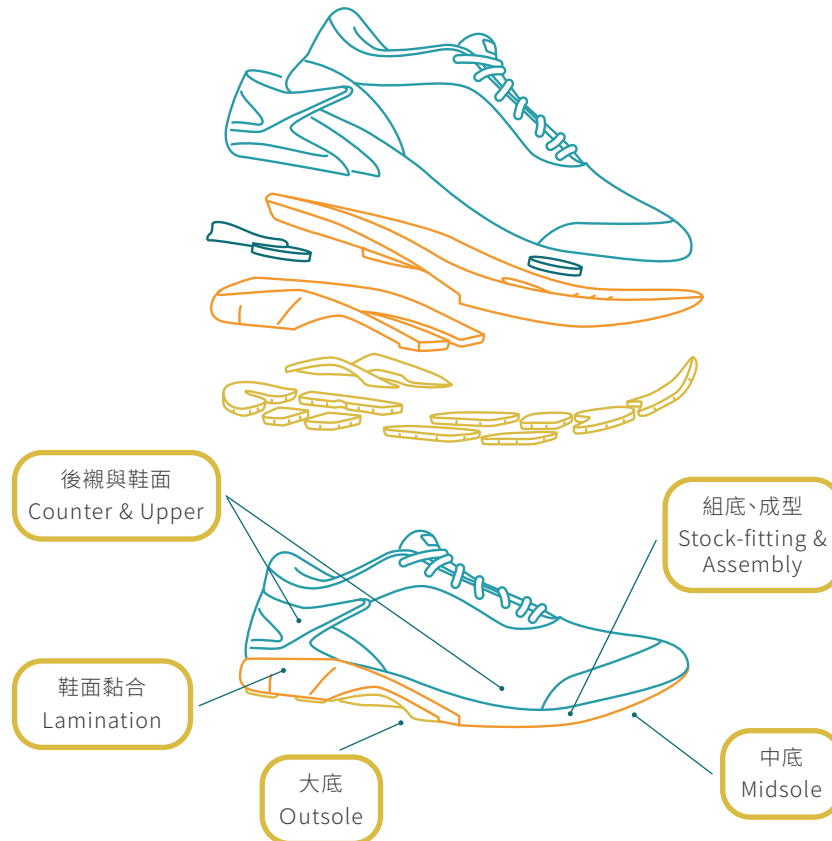 後襯與鞋面
Counter & Upper
組底、成型
Stock-fitting &
Assembly
鞋面黏合
Lamination
大底
Outsole
中底
Midsole